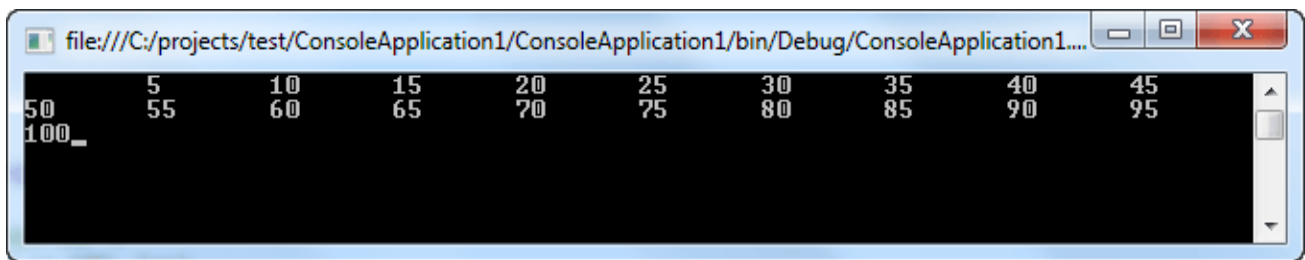 file:///C:/projects/test/ConsoleApplication1/ConsoleApplication1/bin/Debug/ConsoleApplication1....
5 10 15 20 25 30 35 40 45
50 55 60 65 70 75 80 85 90 95
100_